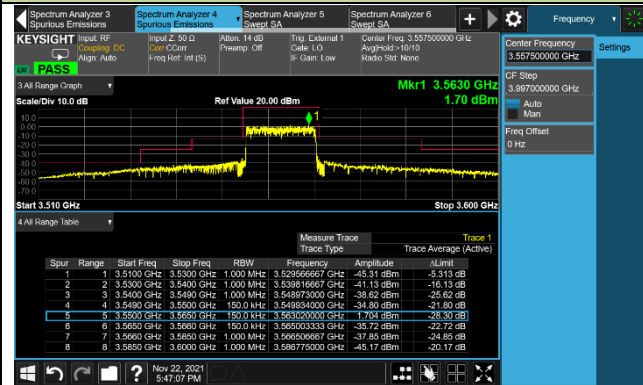 Spectrum Analyzer 3
Spurious Emissions
Spectrum Analyzer 4
Spurious Emissions
Spectrum Analyzer 5
Swept SA
Spectrum Analyzer 6
Swept SA
Frequency
KEYSIGHT
Input: RF
Coupling: DC
Align: Auto
Input Z: 50 Ω
Corr CCorr
Freq Ref: Int (S)
Atten: 14 dB
Preamp: Off
Trig: External 1
Gate: LO
IF Gain: Low
Center Freq: 3.557500000 GHz
Avg|Hold:>10/10
Radio Std: None
PASS
Center Frequency
3.557500000 GHz
Settings
CF Step
3.997000000 GHz
Auto
Man
Freq Offset
0 Hz
3 All Range Graph
Mkr1 3.5630 GHz
Scale/Div 10.0 dB
Ref Value 20.00 dBm
1.70 dBm
10.0
0.00
-10.0
-20.0
-30.0
-40.0
-50.0
-60.0
-70.0
1
Start 3.510 GHz
Stop 3.600 GHz
4 All Range Table
Measure Trace Trace 1
Trace Type Trace Average (Active)
Spur Range Start Freq Stop Freq RBW Frequency Amplitude ΔLimit
1 1 3.5100 GHz 3.5300 GHz 1.000 MHz 3.529566667 GHz -45.31 dBm -5.313 dB
2 2 3.5300 GHz 3.5400 GHz 1.000 MHz 3.539816667 GHz -41.13 dBm -16.13 dB
3 3 3.5400 GHz 3.5490 GHz 1.000 MHz 3.548973000 GHz -38.62 dBm -25.62 dB
4 4 3.5490 GHz 3.5500 GHz 150.0 kHz 3.549934000 GHz -34.80 dBm -21.80 dB
5 5 3.5500 GHz 3.5650 GHz 150.0 kHz 3.563020000 GHz 1.704 dBm -28.30 dB
6 6 3.5650 GHz 3.5660 GHz 150.0 kHz 3.565003333 GHz -35.72 dBm -22.72 dB
7 7 3.5660 GHz 3.5850 GHz 1.000 MHz 3.566506667 GHz -37.85 dBm -24.85 dB
8 8 3.5850 GHz 3.6000 GHz 1.000 MHz 3.586775000 GHz -45.17 dBm -20.17 dB
Nov 22, 2021
5:47:07 PM